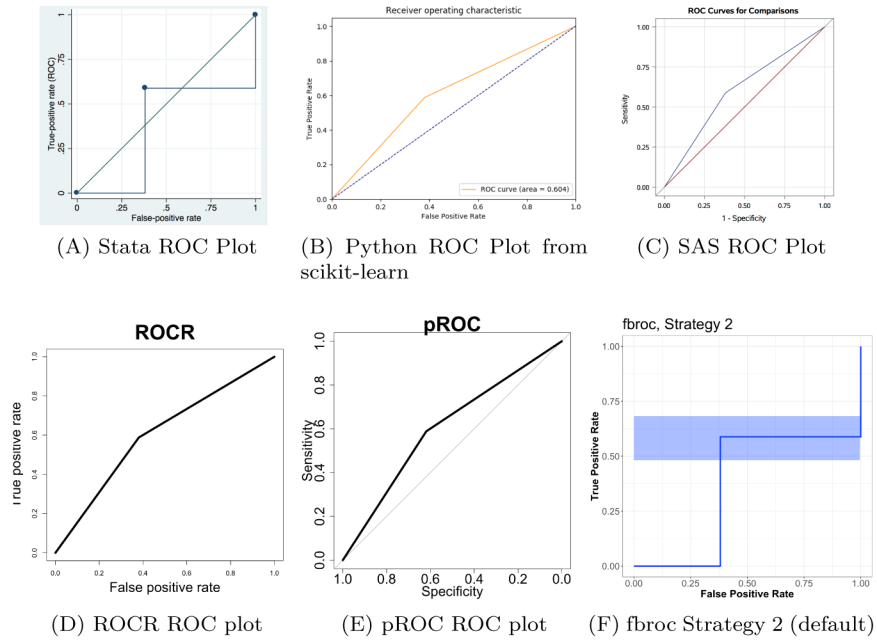 True-positive rate (ROC)
1
.75
.5
.25
0
0 .25 .5 .75 1
False-positive rate
(A) Stata ROC Plot
Receiver operating characteristic
True Positive Rate
1.0
0.8
0.6
0.4
0.2
0.0
ROC curve (area = 0.604)
0.0 0.2 0.4 0.6 0.8 1.0
False Positive Rate
(B) Python ROC Plot from
scikit-learn
ROC Curves for Comparisons
Sensitivity
1.00
0.75
0.50
0.25
0.00
0.00 0.25 0.50 0.75 1.00
1 - Specificity
(C) SAS ROC Plot
ROCR
True positive rate
1.0
0.8
0.6
0.4
0.2
0.0
0.0 0.2 0.4 0.6 0.8 1.0
False positive rate
(D) ROCR ROC plot
pROC
Sensitivity
1.0
0.8
0.6
0.4
0.2
0.0
1.0 0.8 0.6 0.4 0.2 0.0
Specificity
(E) pROC ROC plot
fbroc, Strategy 2
True Positive Rate
1.00
0.75
0.50
0.25
0.00
0.00 0.25 0.50 0.75 1.00
False Positive Rate
(F) fbroc Strategy 2 (default)